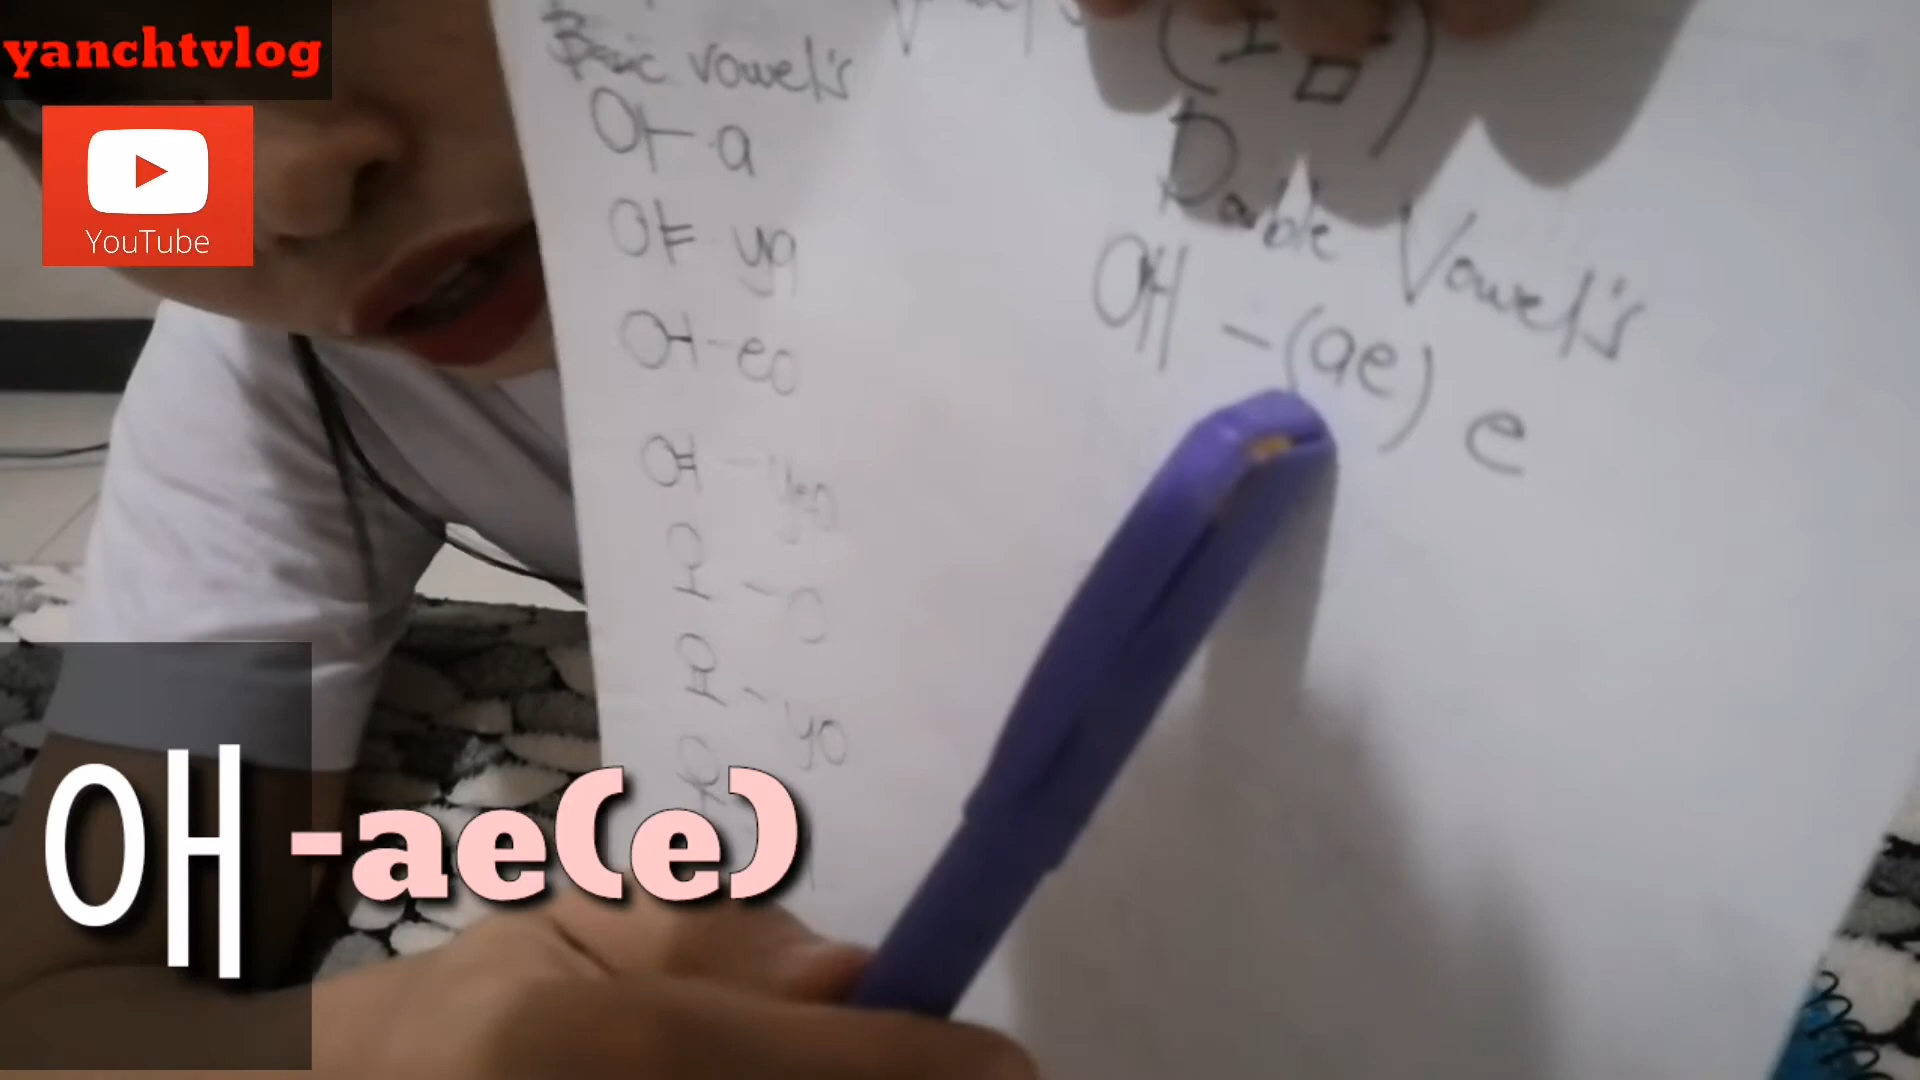 yanchtvlog
YouTube
Basic vowel's
아 - a
야 - ya
어 - eo
여 - yeo
오 - o
요 - yo
Double Vowel's
애 - (ae) e
애 -ae(e)